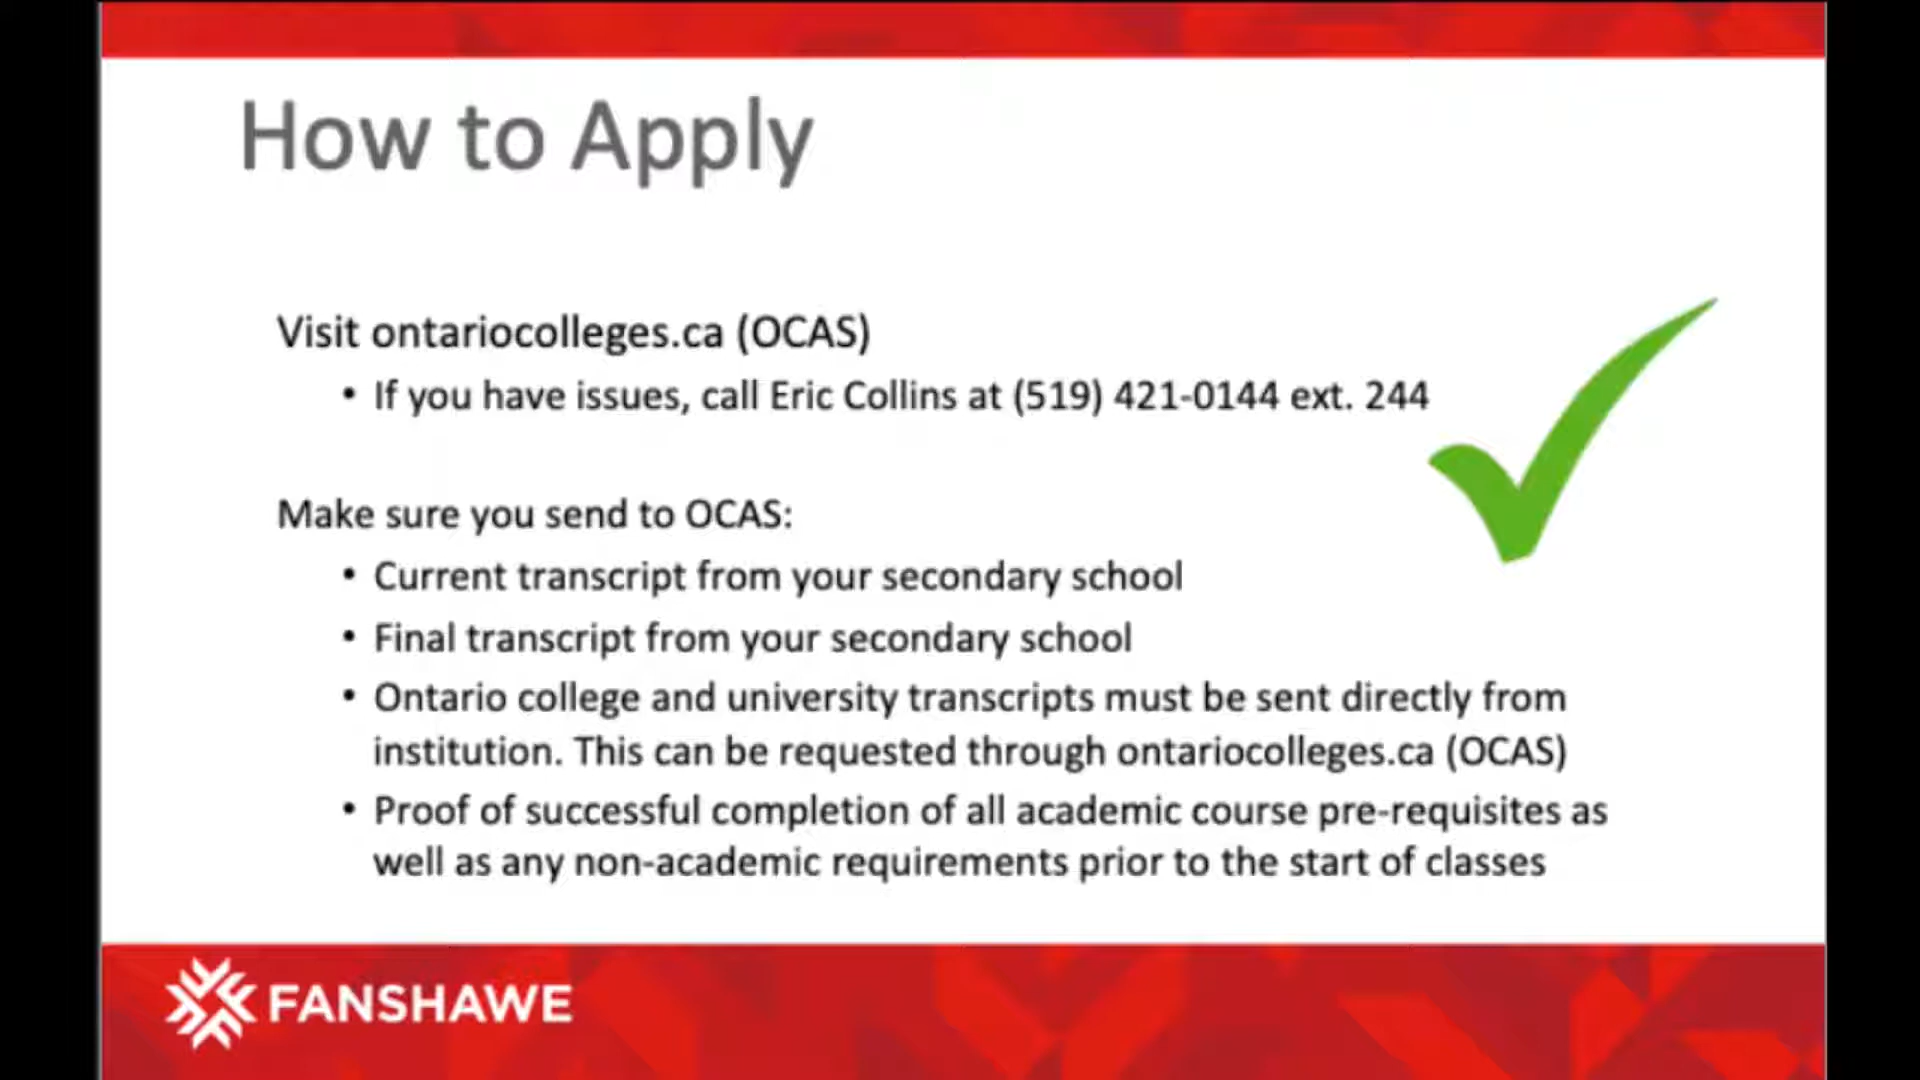 How to Apply
Visit ontariocolleges.ca (OCAS)
• If you have issues, call Eric Collins at (519) 421-0144 ext. 244
Make sure you send to OCAS:
• Current transcript from your secondary school
• Final transcript from your secondary school
• Ontario college and university transcripts must be sent directly from
institution. This can be requested through ontariocolleges.ca (OCAS)
• Proof of successful completion of all academic course pre-requisites as
well as any non-academic requirements prior to the start of classes
FANSHAWE